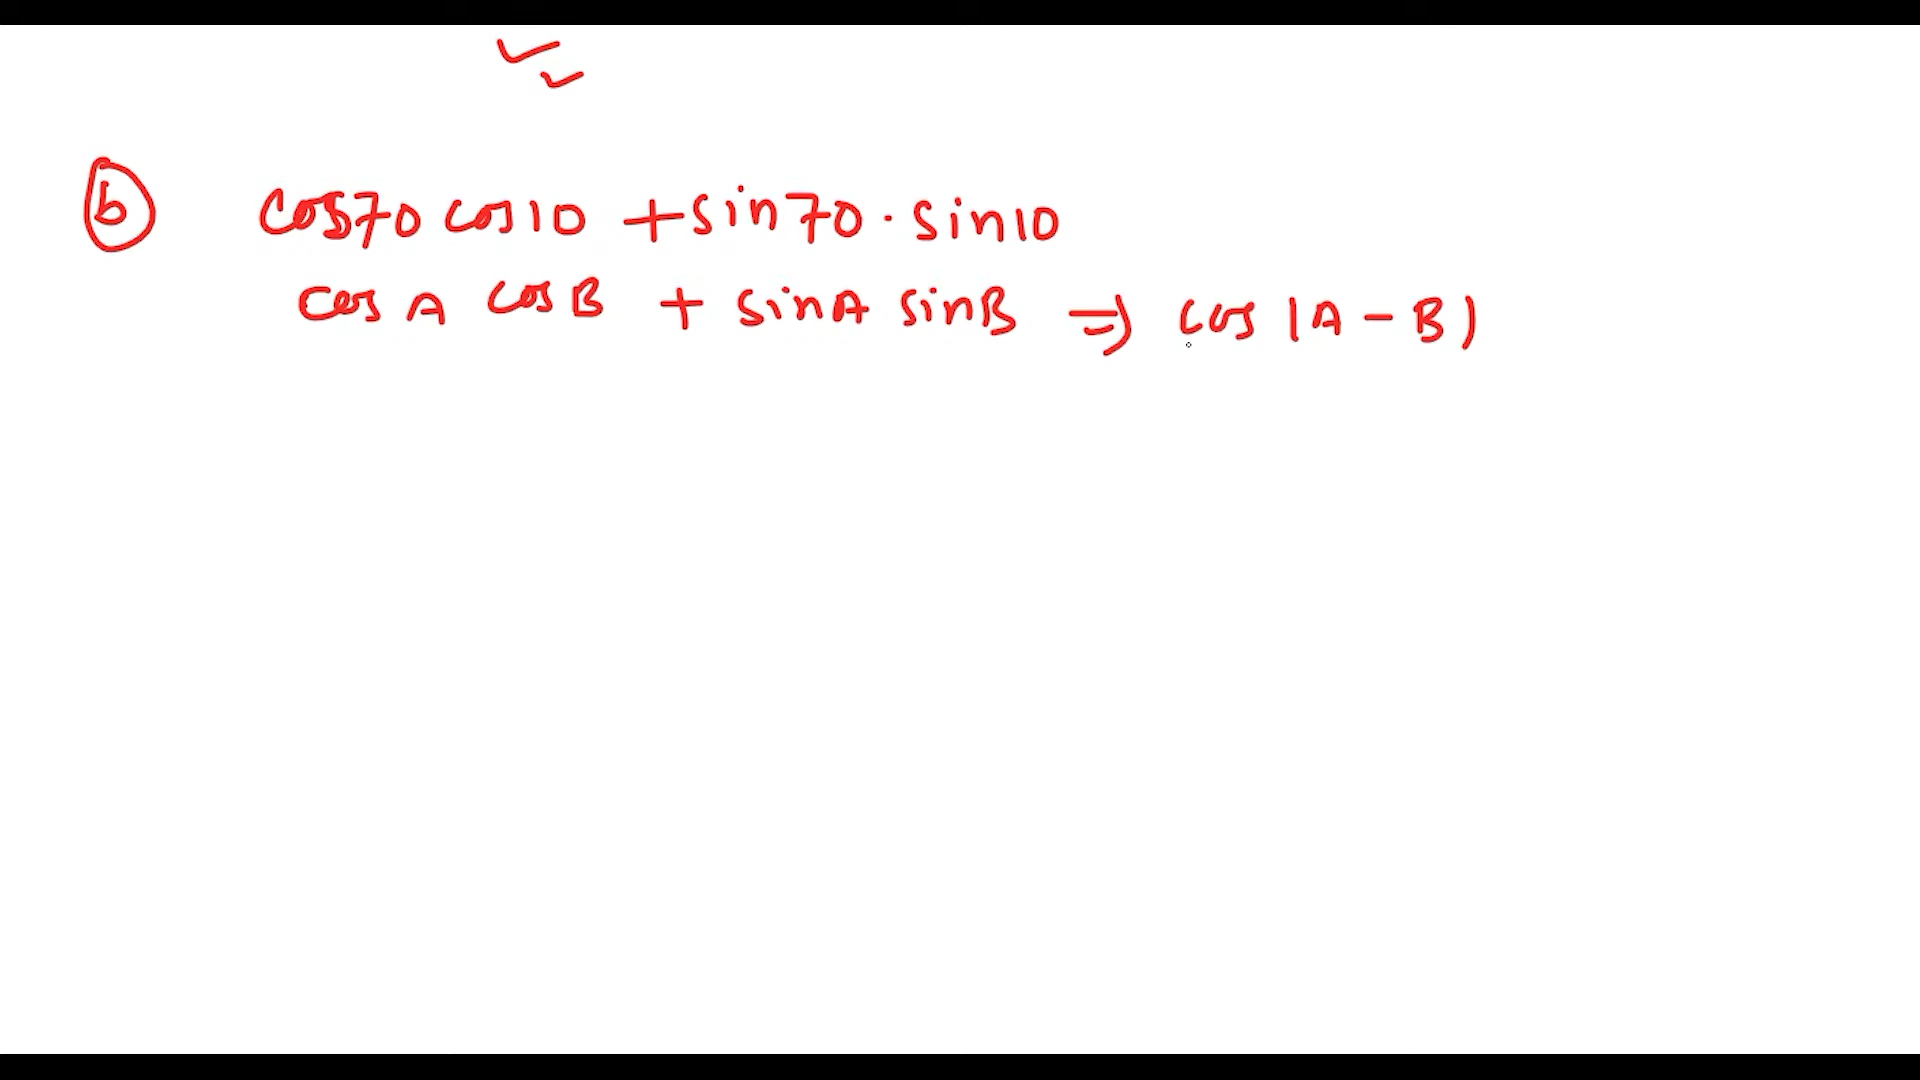 b cos70 cos10 + sin70 · sin10
cos A cos B + sinA sinB => cos (A - B)